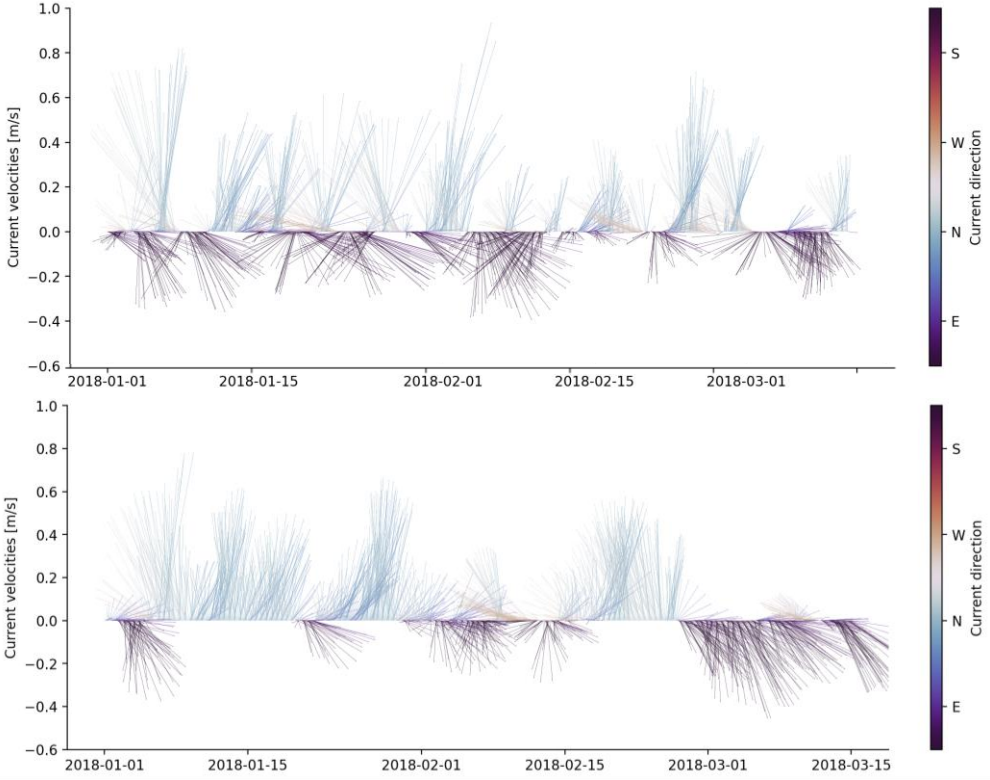 1.0
0.8
0.6
0.4
0.2
0.0
−0.2
−0.4
−0.6
Current velocities [m/s]
2018-01-01 2018-01-15 2018-02-01 2018-02-15 2018-03-01
S
W
N
E
Current direction
1.0
0.8
0.6
0.4
0.2
0.0
−0.2
−0.4
−0.6
Current velocities [m/s]
2018-01-01 2018-01-15 2018-02-01 2018-02-15 2018-03-01 2018-03-15
S
W
N
E
Current direction